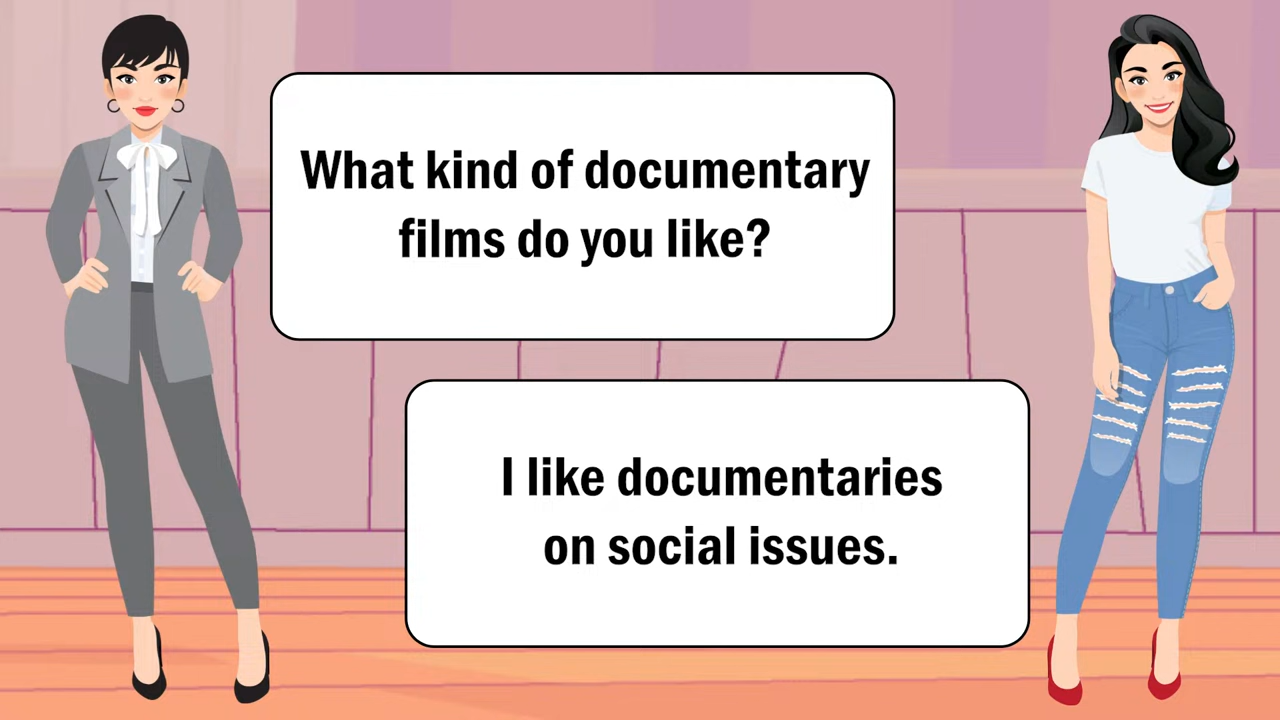 What kind of documentary
films do you like?
I like documentaries
on social issues.